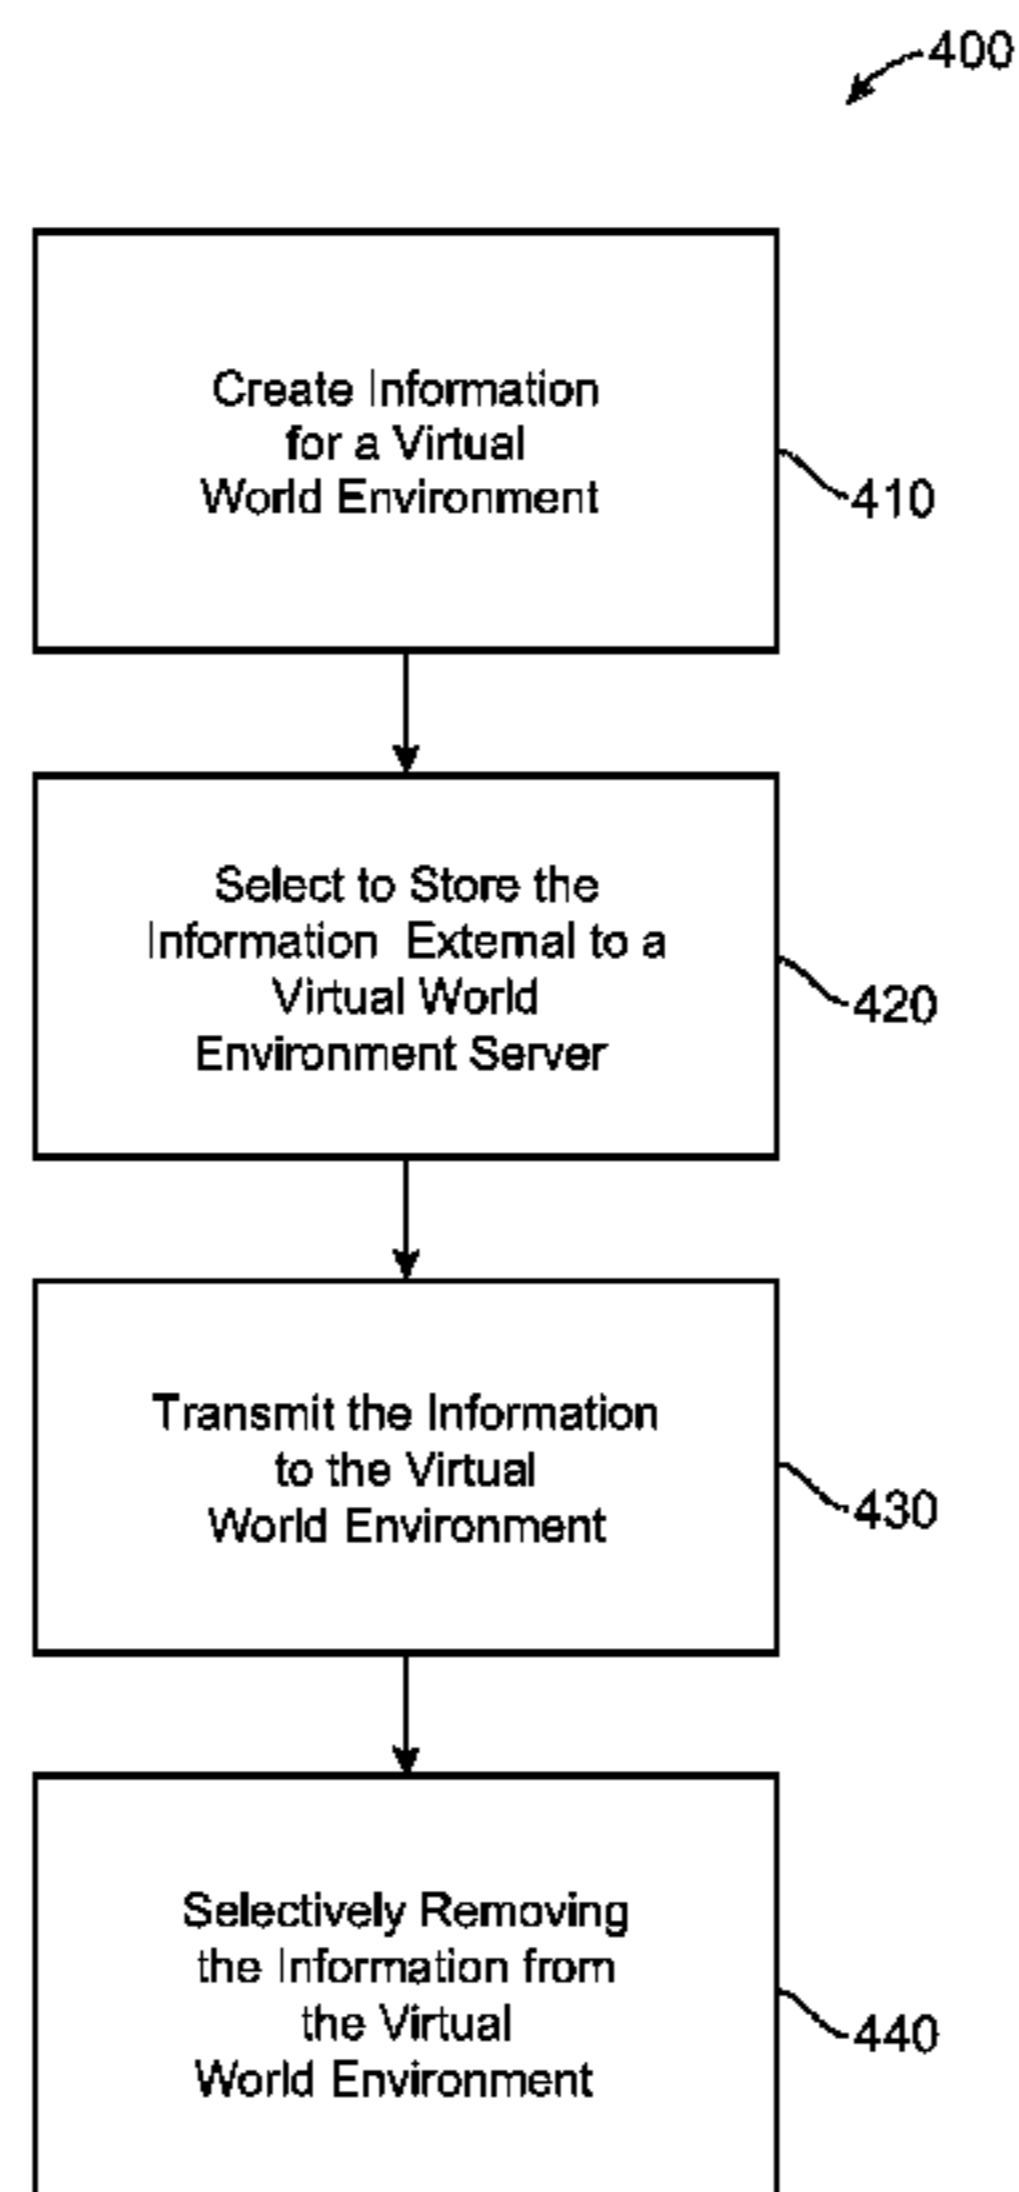 400
Create Information
for a Virtual
World Environment
410
Select to Store the
Information External to a
Virtual World
Environment Server
420
Transmit the Information
to the Virtual
World Environment
430
Selectively Removing
the Information from
the Virtual
World Environment
440